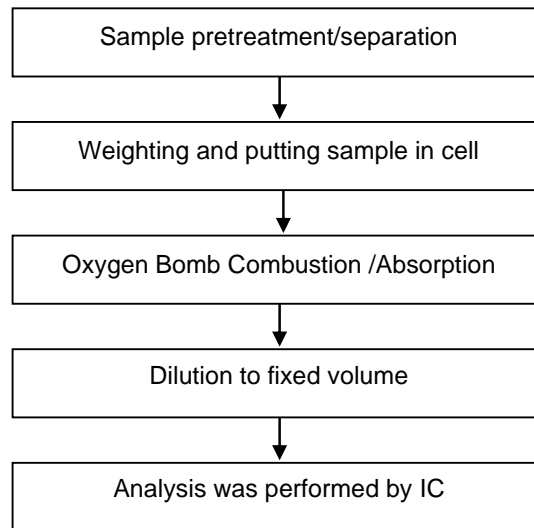 Sample pretreatment/separation
Weighting and putting sample in cell
Oxygen Bomb Combustion /Absorption
Dilution to fixed volume
Analysis was performed by IC